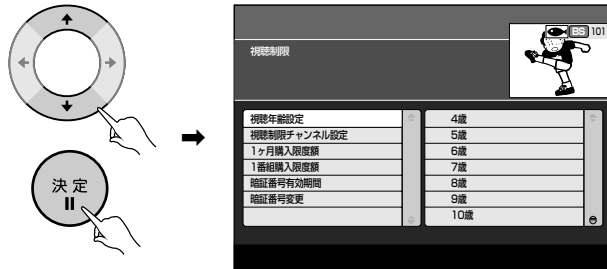 決定
視聴制限
BS 101
視聴年齢設定
視聴制限チャンネル設定
1ヶ月購入限度額
1番組購入限度額
暗証番号有効期間
暗証番号変更
4歳
5歳
6歳
7歳
8歳
9歳
10歳